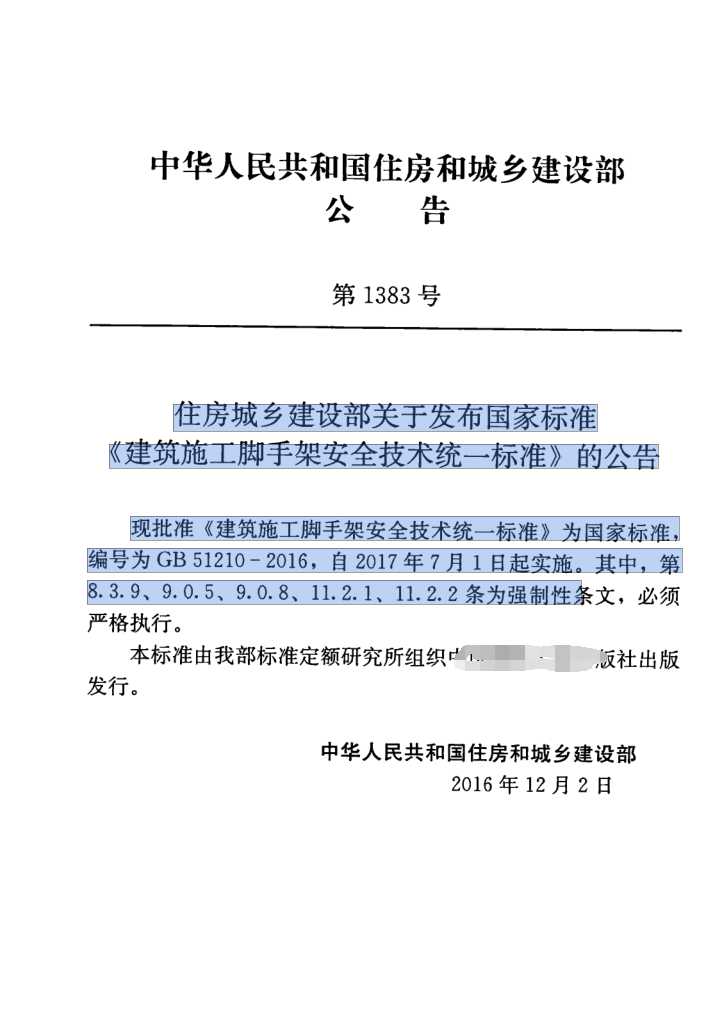 中华人民共和国住房和城乡建设部
公 告
第 1383 号
住房城乡建设部关于发布国家标准
《建筑施工脚手架安全技术统一标准》的公告
现批准《建筑施工脚手架安全技术统一标准》为国家标准，
编号为 GB 51210－2016，自 2017 年 7 月 1 日起实施。其中，第
8.3.9、9.0.5、9.0.8、11.2.1、11.2.2 条为强制性条文，必须
严格执行。
本标准由我部标准定额研究所组织 版社出版
发行。
中华人民共和国住房和城乡建设部
2016 年 12 月 2 日